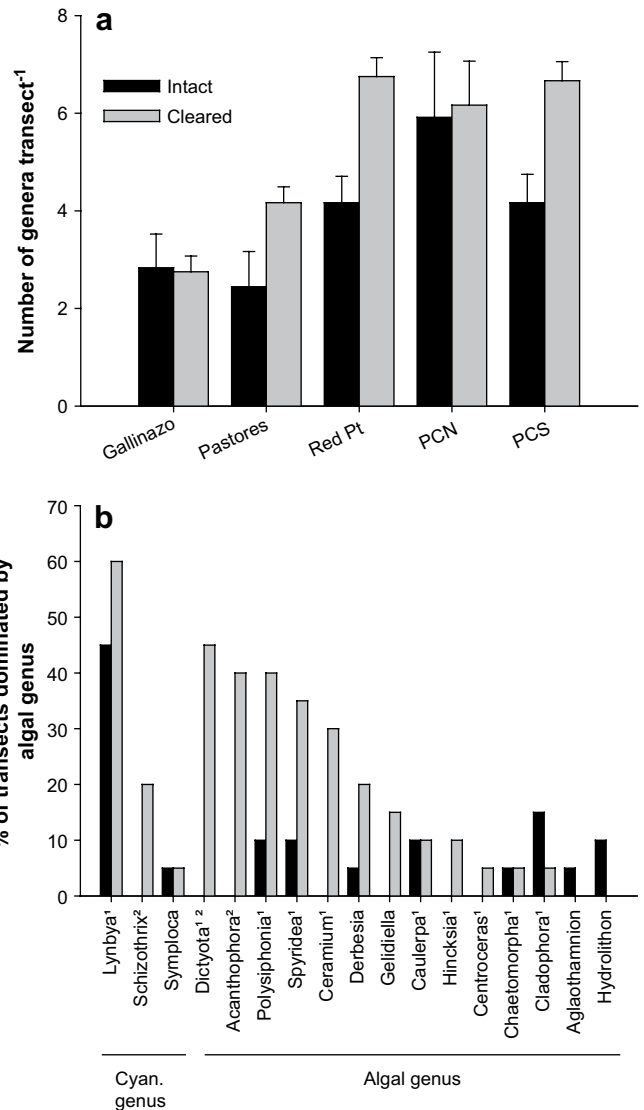 a
8
6
4
2
0
Number of genera transect⁻¹
Intact
Cleared
Gallinazo
Pastores
Red Pt
PCN
PCS
b
70
60
50
40
30
20
10
0
% of transects dominated by
algal genus
Lynbya¹
Schizothrix²
Symploca
Dictyota¹ ²
Acanthophora²
Polysiphonia¹
Spyridea¹
Ceramium¹
Derbesia
Gelidiella
Caulerpa¹
Hincksia¹
Centroceras¹
Chaetomorpha¹
Cladophora¹
Aglaothamnion
Hydrolithon
Cyan.
genus
Algal genus